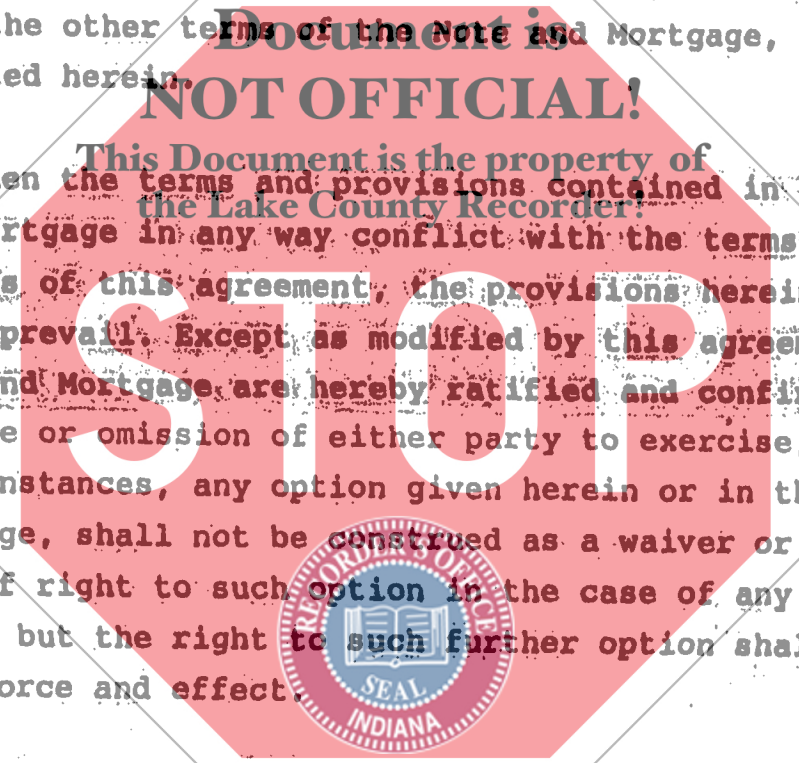 he other terms of the Note and Mortgage,
Document is
ed herein.
NOT OFFICIAL!
This Document is the property of
en the terms and provisions contained in
the Lake County Recorder!
rtgage in any way conflict with the terms
s of this agreement, the provisions herei
prevail. Except as modified by this agree
nd Mortgage are hereby ratified and confi
STOP
e or omission of either party to exercise
nstances, any option given herein or in t
ge, shall not be construed as a waiver or
f right to such option in the case of any
but the right to such further option sha
orce and effect.
RECORDER'S OFFICE
SEAL
INDIANA